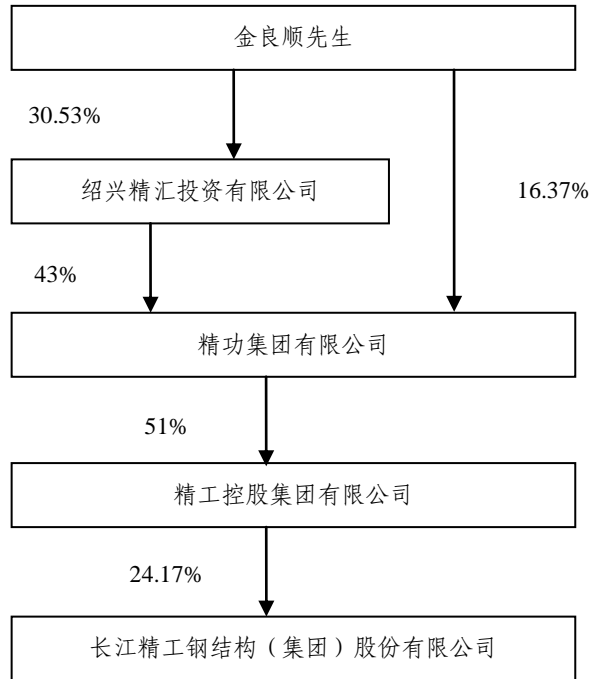 金良顺先生
30.53%
绍兴精汇投资有限公司
16.37%
43%
精功集团有限公司
51%
精工控股集团有限公司
24.17%
长江精工钢结构（集团）股份有限公司